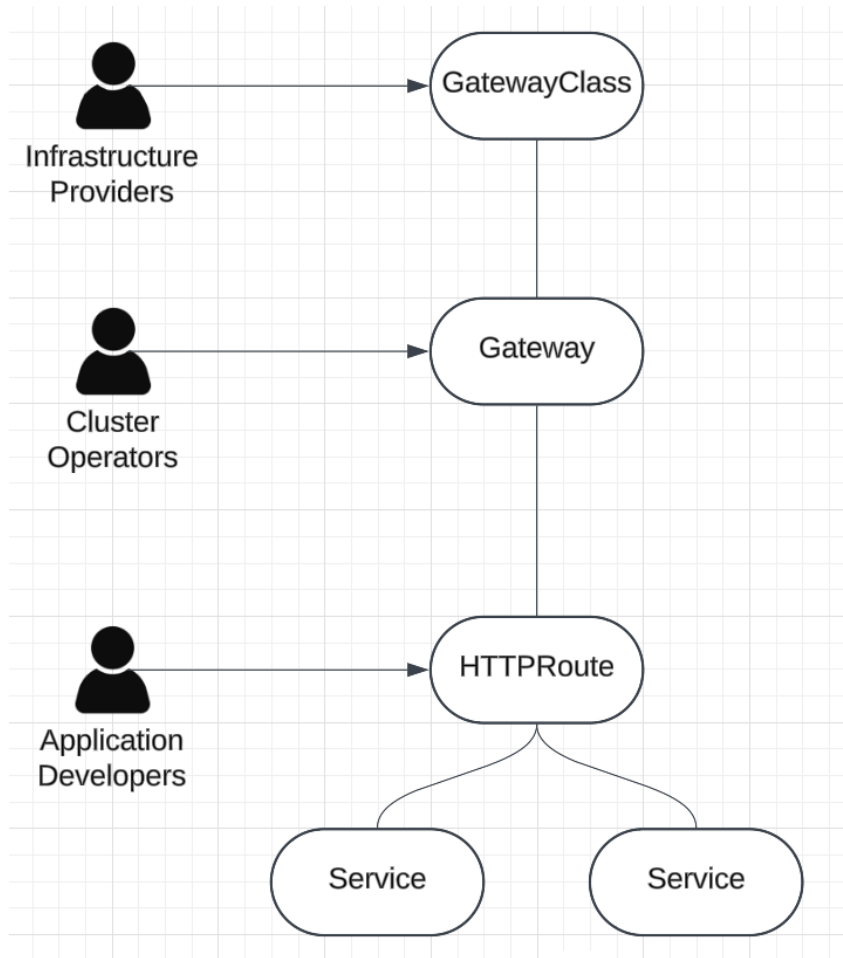 GatewayClass
Infrastructure
Providers
Gateway
Cluster
Operators
HTTPRoute
Application
Developers
Service
Service